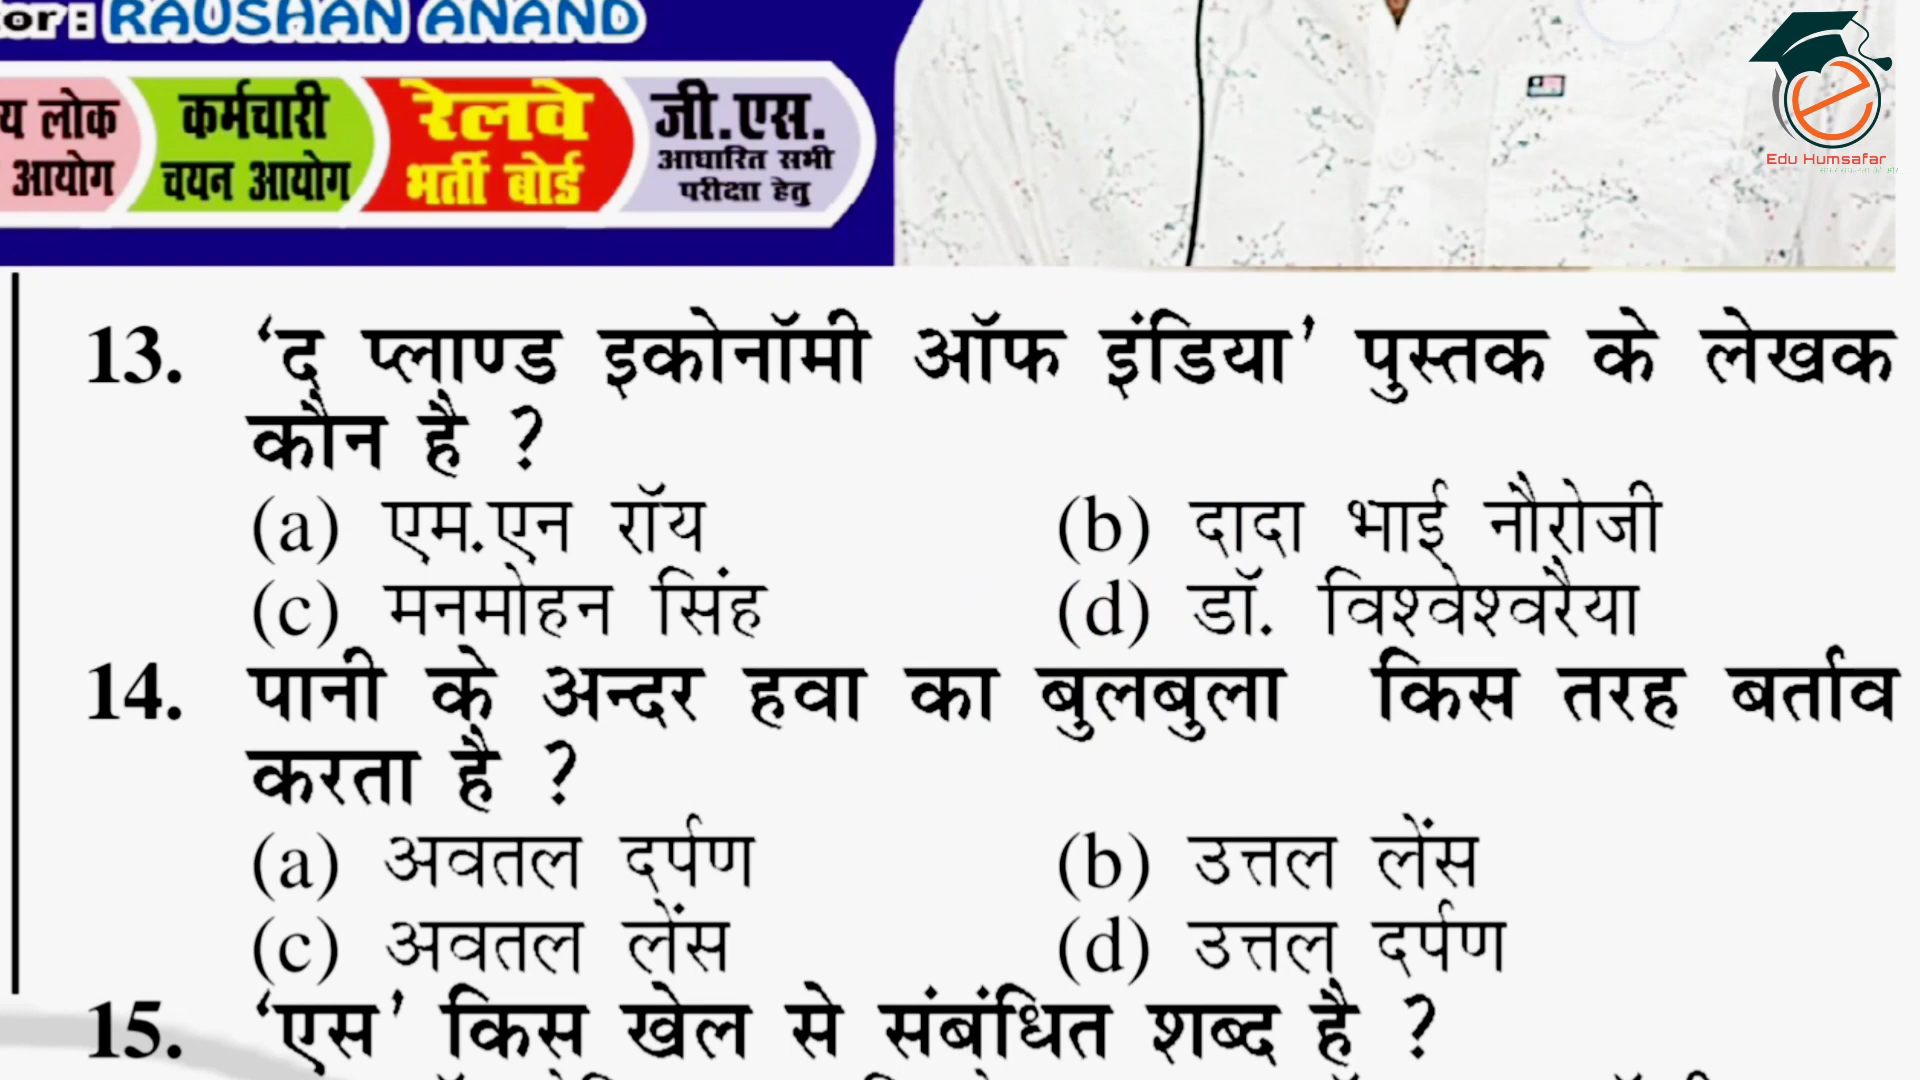 or : RAUSHAN ANAND
य लोक
आयोग
कर्मचारी
चयन आयोग
रेलवे
भर्ती बोर्ड
जी.एस.
आधारित सभी
परीक्षा हेतु
Edu Humsafar
13. ‘द प्लाण्ड इकोनॉमी ऑफ इंडिया’ पुस्तक के लेखक
कौन है ?
(a) एम.एन रॉय (b) दादा भाई नौरोजी
(c) मनमोहन सिंह (d) डॉ. विश्वेश्वरैया
14. पानी के अन्दर हवा का बुलबुला किस तरह बर्ताव
करता है ?
(a) अवतल दर्पण (b) उत्तल लेंस
(c) अवतल लेंस (d) उत्तल दर्पण
15. ‘एस’ किस खेल से संबंधित शब्द है ?